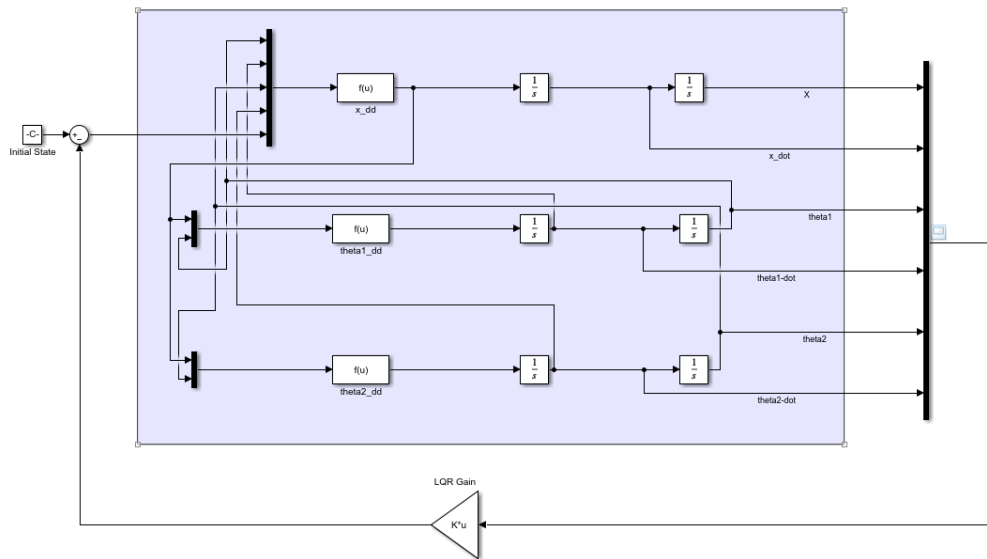 f(u)
x_dd
1
s
1
s
X
-C-
Initial State
+
−
x_dot
f(u)
theta1_dd
1
s
1
s
theta1
theta1-dot
f(u)
theta2_dd
1
s
1
s
theta2
theta2-dot
LQR Gain
K*u